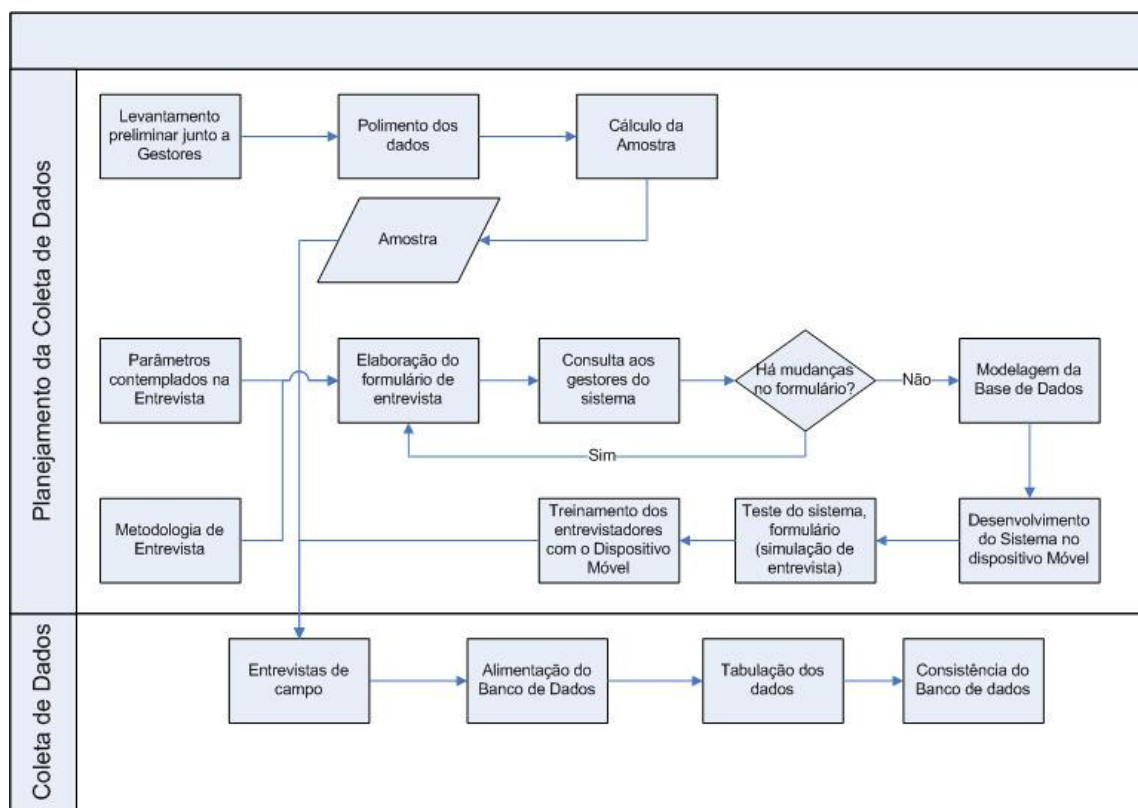 Planejamento da Coleta de Dados
Levantamento
preliminar junto a
Gestores
Polimento dos
dados
Cálculo da
Amostra
Amostra
Parâmetros
contemplados na
Entrevista
Elaboração do
formulário de
entrevista
Consulta aos
gestores do
sistema
Há mudanças
no formulário?
Não
Modelagem da
Base de Dados
Sim
Metodologia de
Entrevista
Treinamento dos
entrevistadores
com o Dispositivo
Móvel
Teste do sistema,
formulário
(simulação de
entrevista)
Desenvolvimento
do Sistema no
dispositivo Móvel
Coleta de Dados
Entrevistas de
campo
Alimentação do
Banco de Dados
Tabulação dos
dados
Consistência do
Banco de dados